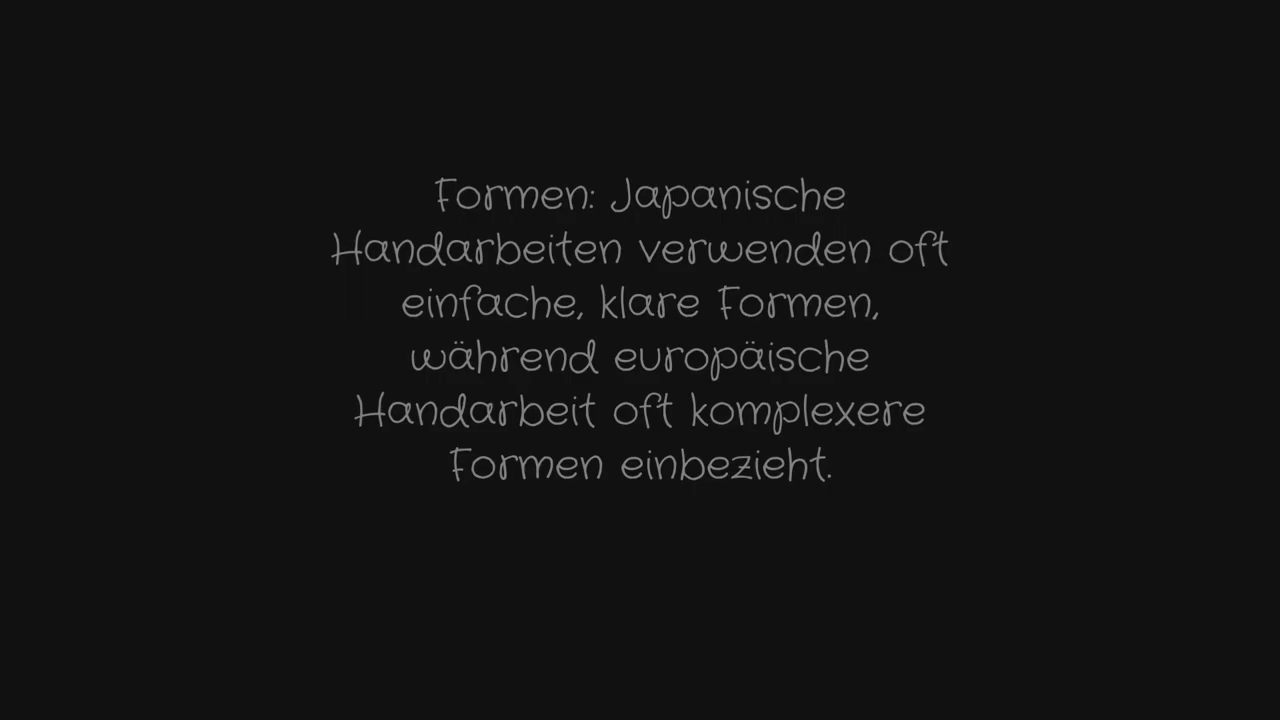 Formen: Japanische
Handarbeiten verwenden oft
einfache, klare Formen,
während europäische
Handarbeit oft komplexere
Formen einbezieht.